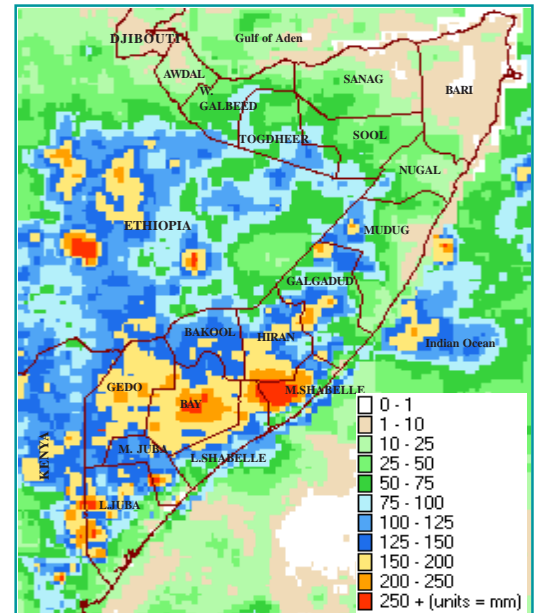 DJIBOUTI
Gulf of Aden
AWDAL
SANAG
W.
GALBEED
BARI
TOGDHEER
SOOL
NUGAL
ETHIOPIA
MUDUG
GALGADUD
BAKOOL
HIRAN
Indian Ocean
GEDO
BAY
M.SHABELLE
KENYA
M. JUBA
L.SHABELLE
L.JUBA
0 - 1
1 - 10
10 - 25
25 - 50
50 - 75
75 - 100
100 - 125
125 - 150
150 - 200
200 - 250
250 + (units = mm)